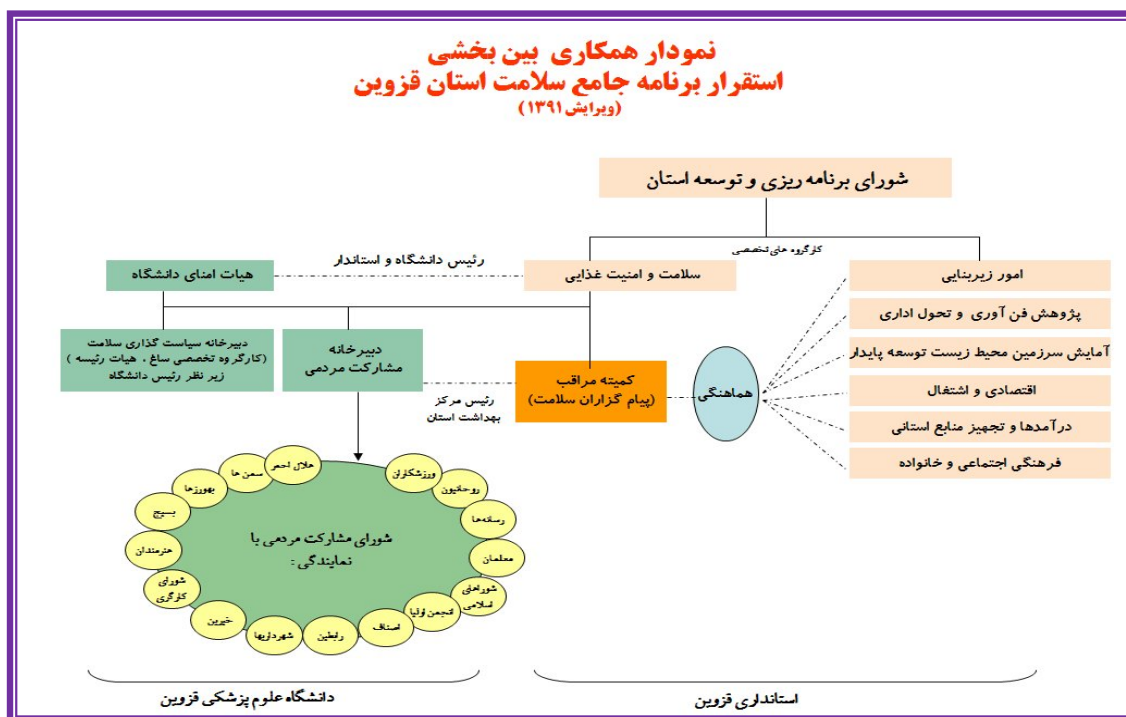 نمودار همکاری بین بخشی
استقرار برنامه جامع سلامت استان قزوین
(ویرایش ۱۳۹۱)
شورای برنامه ریزی و توسعه استان
کارگروه های تخصصی
امور زیربنایی
سلامت و امنیت غذایی
رئیس دانشگاه و استاندار
هیات امنای دانشگاه
پژوهش فن آوری و تحول اداری
آمایش سرزمین محیط زیست توسعه پایدار
اقتصادی و اشتغال
درآمدها و تجهیز منابع استانی
فرهنگی اجتماعی و خانواده
هماهنگی
کمیته مراقب
(پیام گزاران سلامت)
رئیس مرکز
بهداشت استان
دبیرخانه
مشارکت مردمی
دبیرخانه سیاست گذاری سلامت
(کارگروه تخصصی ساغ ، هیات رئیسه )
زیر نظر رئیس دانشگاه
شورای مشارکت مردمی با
نمایندگی :
ورزشکاران
روحانیون
رسانه‌ها
معلمان
شوراهای
اسلامی
انجمن اولیا
اصناف
رابطین
شهرداریها
خیرین
شورای
کارگری
هنرمندان
بسیج
بهورزها
سمن ها
هلال احمر
استانداری قزوین
دانشگاه علوم پزشکی قزوین